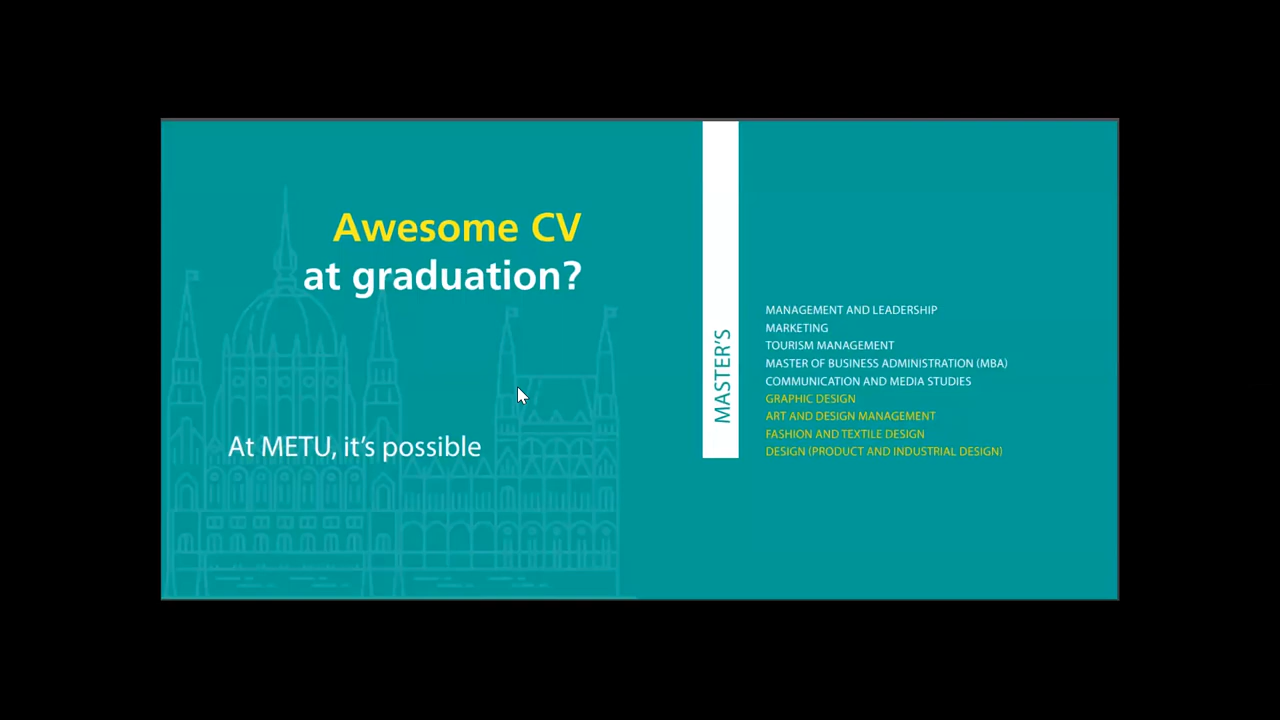 Awesome CV
at graduation?
At METU, it's possible
MASTER'S
MANAGEMENT AND LEADERSHIP
MARKETING
TOURISM MANAGEMENT
MASTER OF BUSINESS ADMINISTRATION (MBA)
COMMUNICATION AND MEDIA STUDIES
GRAPHIC DESIGN
ART AND DESIGN MANAGEMENT
FASHION AND TEXTILE DESIGN
DESIGN (PRODUCT AND INDUSTRIAL DESIGN)